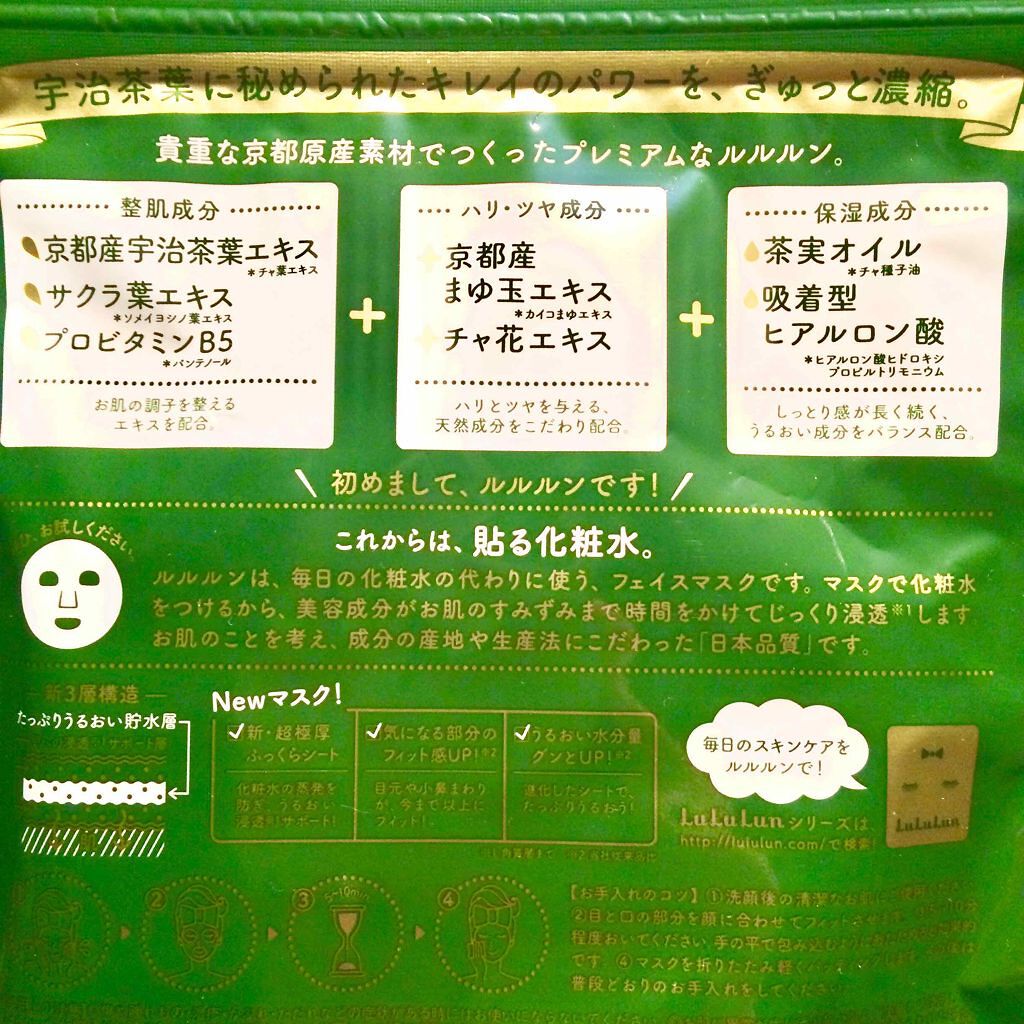 宇治茶葉に秘められたキレイのパワーを、ぎゅっと濃縮。
貴重な京都原産素材でつくったプレミアムなルルルン。
整肌成分
京都産宇治茶葉エキス
*チャ葉エキス
サクラ葉エキス
*ソメイヨシノ葉エキス
プロビタミンB5
*パンテノール
お肌の調子を整える
エキスを配合。
+
ハリ・ツヤ成分
京都産
まゆ玉エキス
*カイコまゆエキス
チャ花エキス
ハリとツヤを与える、
天然成分をこだわり配合。
+
保湿成分
茶実オイル
*チャ種子油
吸着型
ヒアルロン酸
*ヒアルロン酸ヒドロキシ
プロピルトリモニウム
しっとり感が長く続く、
うるおい成分をバランス配合。
初めまして、ルルルンです!
お試しください。
これからは、貼る化粧水。
ルルルンは、毎日の化粧水の代わりに使う、フェイスマスクです。マスクで化粧水
をつけるから、美容成分がお肌のすみずみまで時間をかけてじっくり浸透※1します
お肌のことを考え、成分の産地や生産法にこだわった「日本品質」です。
新3層構造
たっぷりうるおい貯水層
サポート層
Newマスク!
新・超極厚
ふっくらシート
化粧水の蒸発を
防ぎ、うるおい
浸透※1サポート!
気になる部分の
フィット感UP!※2
目元や小鼻まわり
が、今まで以上に
フィット!
うるおい水分量
グンとUP!※2
進化したシートで、
たっぷりうるおう!
※1 角質層まで ※2 当社従来品比
毎日のスキンケアを
ルルルンで!
LuLuLunシリーズは
http://lululun.com/で検索!
LuLuLun
①
②
③
5~10min
④
【お手入れのコツ】①洗顔後の清潔なお肌に
②目と口の部分を顔に合わせてフィットさせ
程度おいてください。手の平で包み込むように
です。④マスクを折りたたみ軽く
普段どおりのお手入れをしてください。